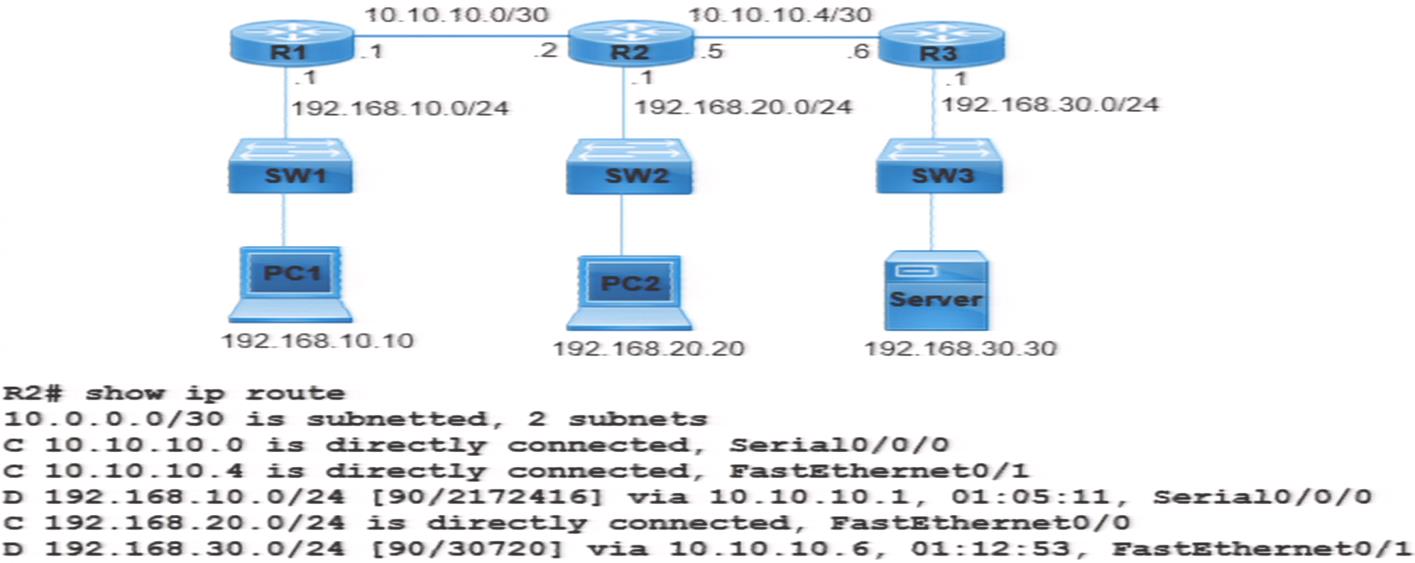 10.10.10.0/30 10.10.10.4/30
R1 .1 .2 R2 .5 .6 R3
.1 .1 .1
192.168.10.0/24 192.168.20.0/24 192.168.30.0/24
SW1 SW2 SW3
PC1 PC2 Server
192.168.10.10 192.168.20.20 192.168.30.30
R2# show ip route
10.0.0.0/30 is subnetted, 2 subnets
C 10.10.10.0 is directly connected, Serial0/0/0
C 10.10.10.4 is directly connected, FastEthernet0/1
D 192.168.10.0/24 [90/2172416] via 10.10.10.1, 01:05:11, Serial0/0/0
C 192.168.20.0/24 is directly connected, FastEthernet0/0
D 192.168.30.0/24 [90/30720] via 10.10.10.6, 01:12:53, FastEthernet0/1